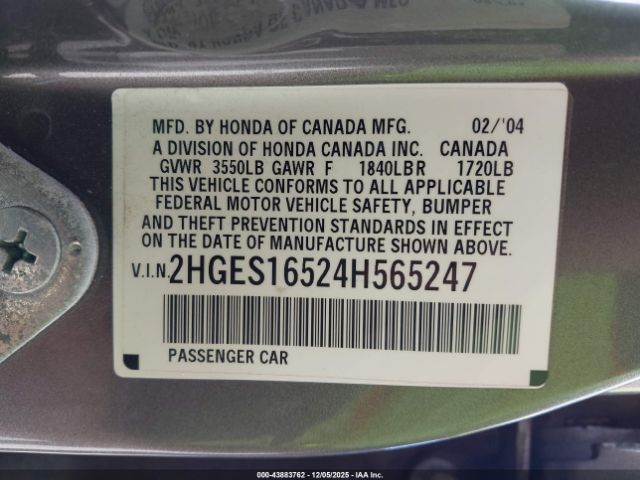 MFD. BY HONDA OF CANADA MFG. 02/'04
A DIVISION OF HONDA CANADA INC. CANADA
GVWR 3550LB GAWR F 1840LBR 1720LB
THIS VEHICLE CONFORMS TO ALL APPLICABLE
FEDERAL MOTOR VEHICLE SAFETY, BUMPER
AND THEFT PREVENTION STANDARDS IN EFFECT
ON THE DATE OF MANUFACTURE SHOWN ABOVE.
V.I.N. 2HGES16524H565247
PASSENGER CAR
000-43883762 | 12/05/2025 - IAA Inc.